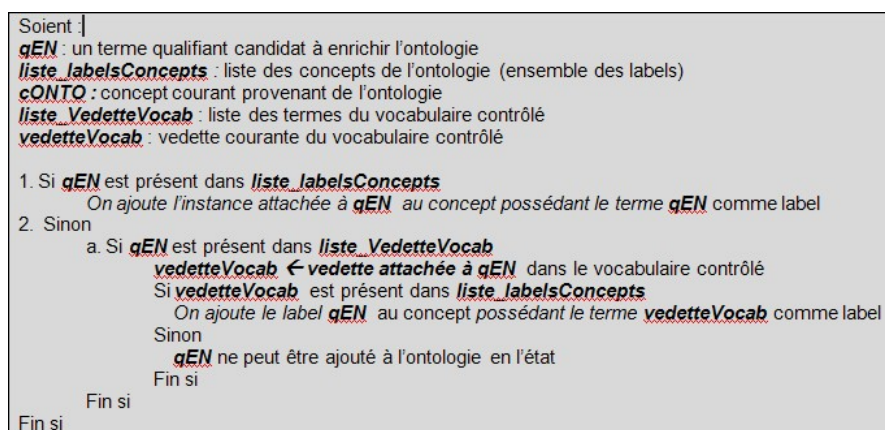 Soient :
qEN : un terme qualifiant candidat à enrichir l'ontologie
liste_labelsConcepts : liste des concepts de l'ontologie (ensemble des labels)
cONTO : concept courant provenant de l'ontologie
liste_VedetteVocab : liste des termes du vocabulaire contrôlé
vedetteVocab : vedette courante du vocabulaire contrôlé
1. Si qEN est présent dans liste_labelsConcepts
On ajoute l'instance attachée à qEN au concept possédant le terme qEN comme label
2. Sinon
a. Si qEN est présent dans liste_VedetteVocab
vedetteVocab ← vedette attachée à qEN dans le vocabulaire contrôlé
Si vedetteVocab est présent dans liste_labelsConcepts
On ajoute le label qEN au concept possédant le terme vedetteVocab comme label
Sinon
qEN ne peut être ajouté à l'ontologie en l'état
Fin si
Fin si
Fin si